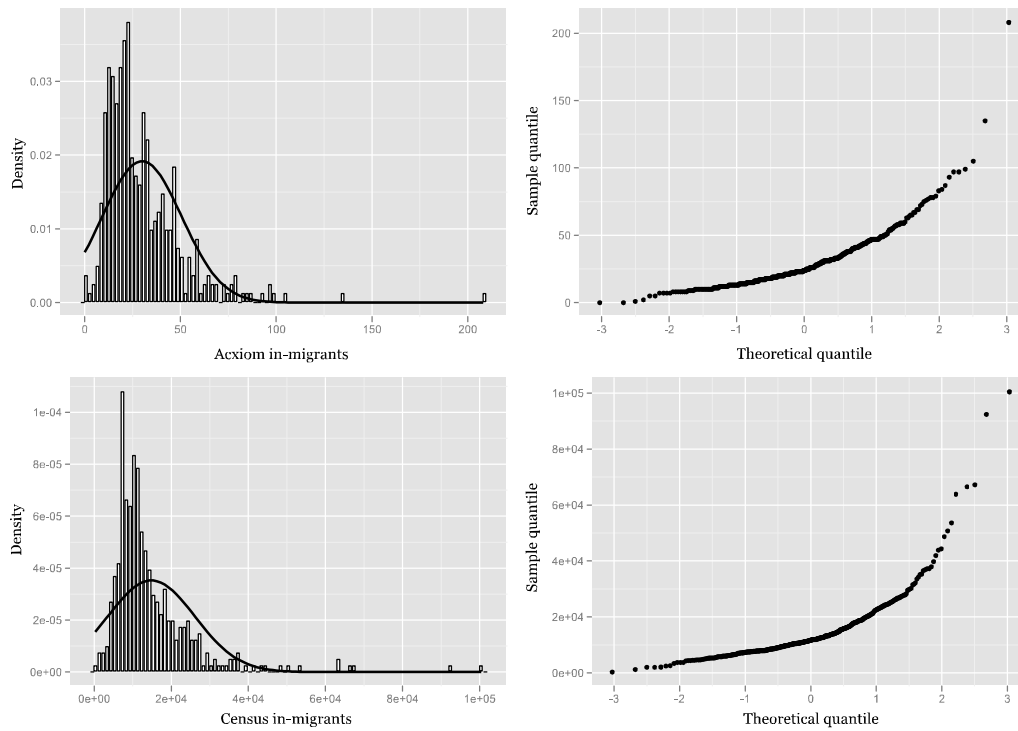 Density
0.03
0.02
0.01
0.00
0
50
100
150
200
Acxiom in-migrants
Sample quantile
200
150
100
50
0
-3
-2
-1
0
1
2
3
Theoretical quantile
Density
1e-04
8e-05
6e-05
4e-05
2e-05
0e+00
0e+00
2e+04
4e+04
6e+04
8e+04
1e+05
Census in-migrants
Sample quantile
1e+05
8e+04
6e+04
4e+04
2e+04
0e+00
-3
-2
-1
0
1
2
3
Theoretical quantile